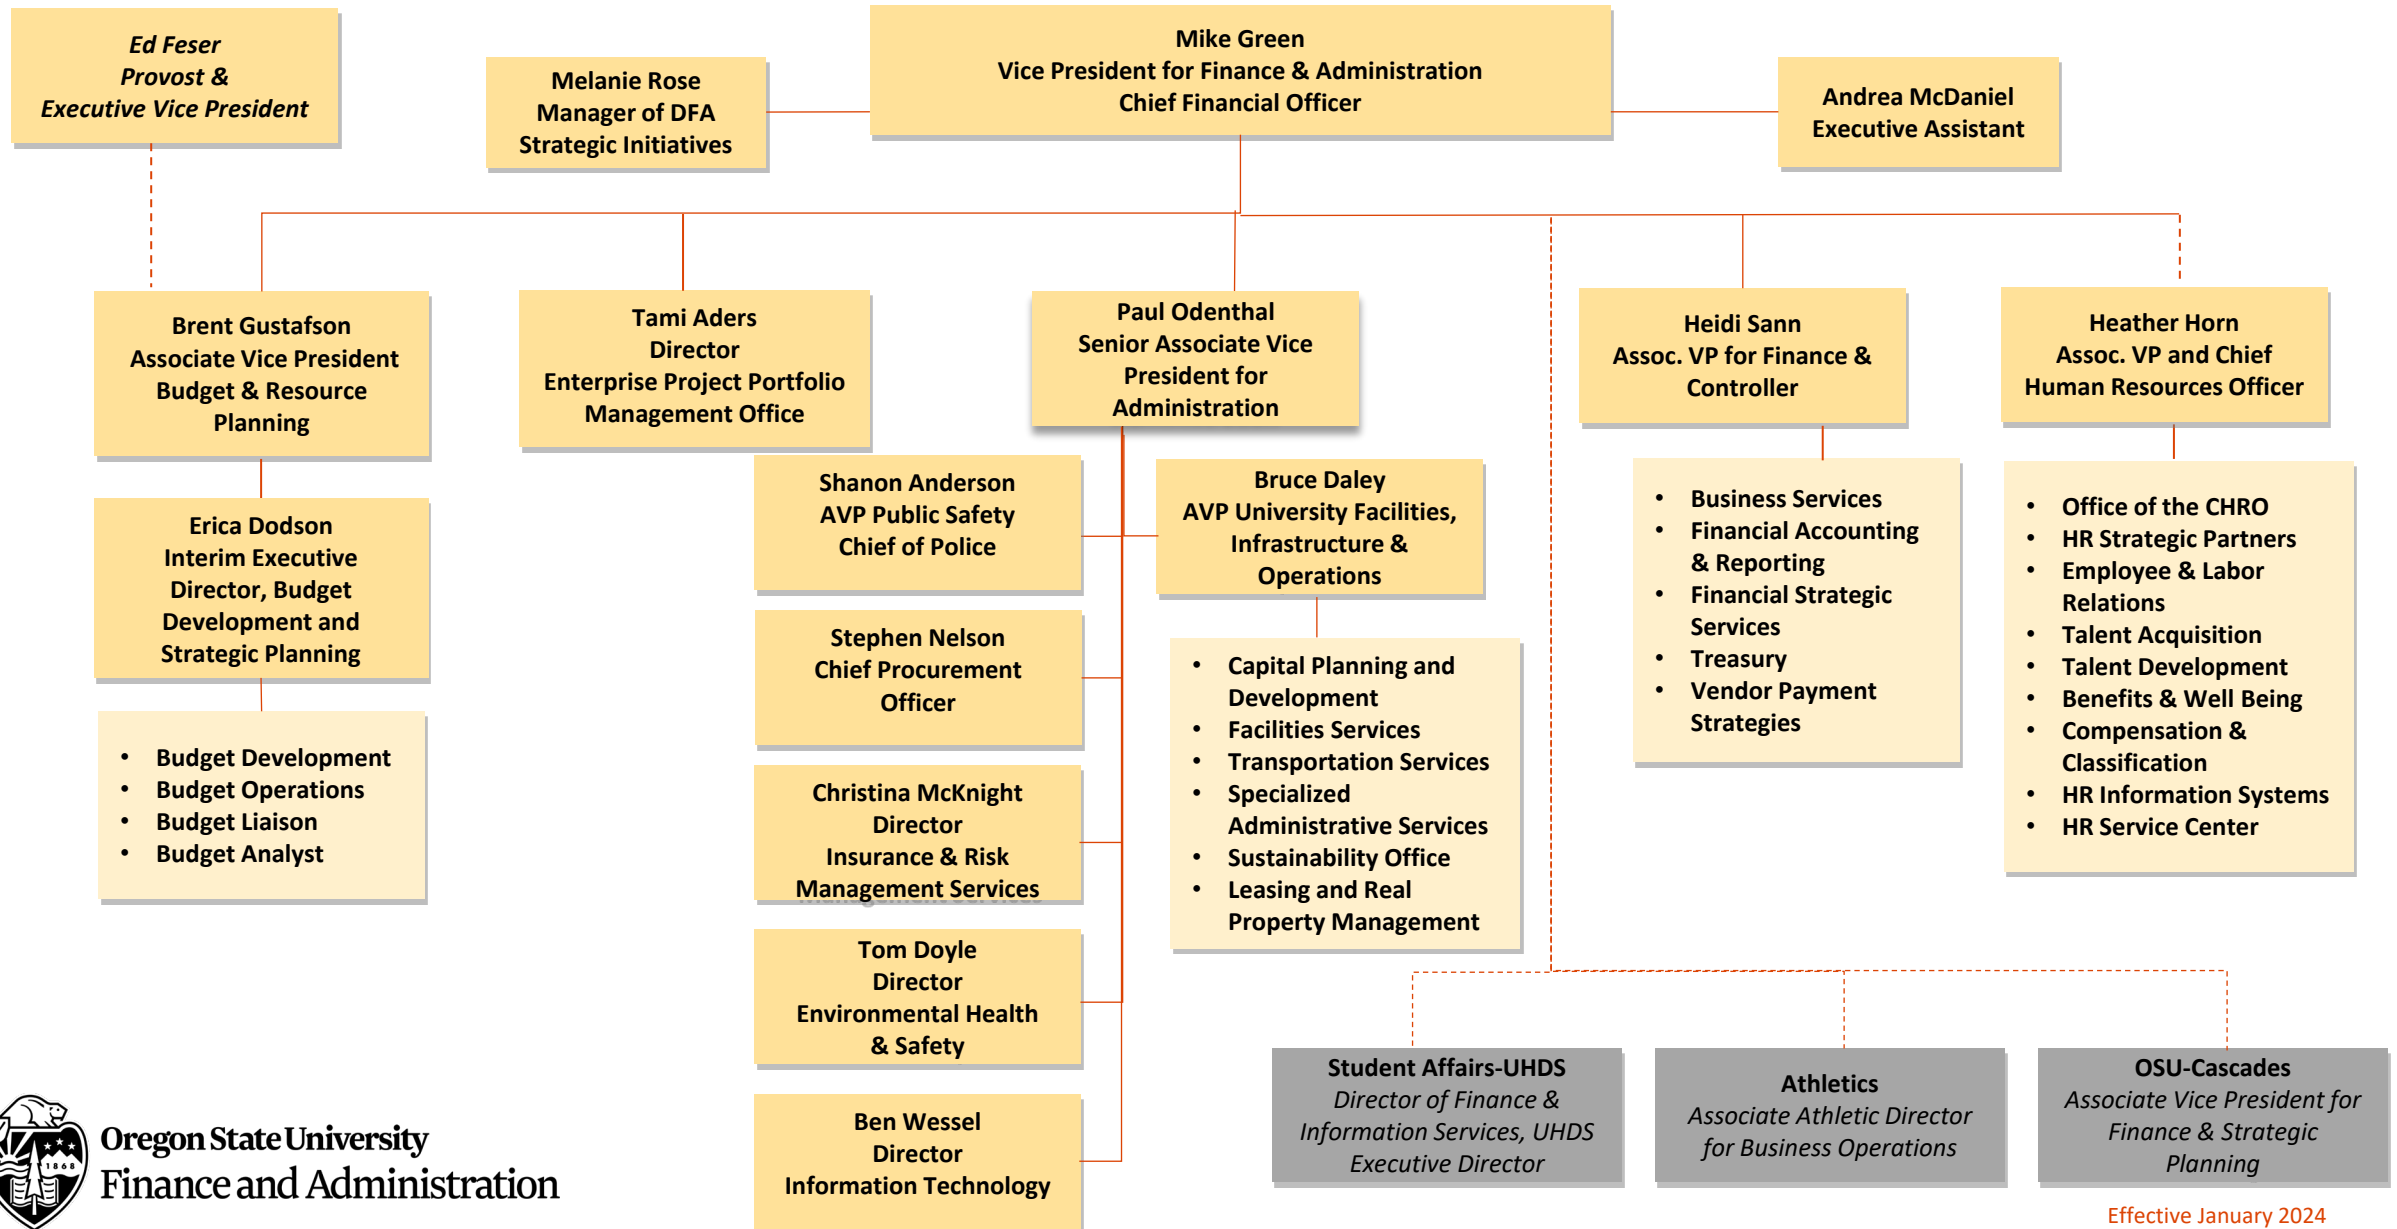 Ed Feser
Provost &
Executive Vice President
Melanie Rose
Manager of DFA
Strategic Initiatives
Mike Green
Vice President for Finance & Administration
Chief Financial Officer
Andrea McDaniel
Executive Assistant
Brent Gustafson
Associate Vice President
Budget & Resource
Planning
Erica Dodson
Interim Executive
Director, Budget
Development and
Strategic Planning
• Budget Development
• Budget Operations
• Budget Liaison
• Budget Analyst
Tami Aders
Director
Enterprise Project Portfolio
Management Office
Paul Odenthal
Senior Associate Vice
President for
Administration
Shanon Anderson
AVP Public Safety
Chief of Police
Stephen Nelson
Chief Procurement
Officer
Christina McKnight
Director
Insurance & Risk
Management Services
Tom Doyle
Director
Environmental Health
& Safety
Ben Wessel
Director
Information Technology
Bruce Daley
AVP University Facilities,
Infrastructure &
Operations
• Capital Planning and
Development
• Facilities Services
• Transportation Services
• Specialized
Administrative Services
• Sustainability Office
• Leasing and Real
Property Management
Heidi Sann
Assoc. VP for Finance &
Controller
• Business Services
• Financial Accounting
& Reporting
• Financial Strategic
Services
• Treasury
• Vendor Payment
Strategies
Heather Horn
Assoc. VP and Chief
Human Resources Officer
• Office of the CHRO
• HR Strategic Partners
• Employee & Labor
Relations
• Talent Acquisition
• Talent Development
• Benefits & Well Being
• Compensation &
Classification
• HR Information Systems
• HR Service Center
Student Affairs-UHDS
Director of Finance &
Information Services, UHDS
Executive Director
Athletics
Associate Athletic Director
for Business Operations
OSU-Cascades
Associate Vice President for
Finance & Strategic
Planning
1868
Oregon State University
Finance and Administration
Effective January 2024